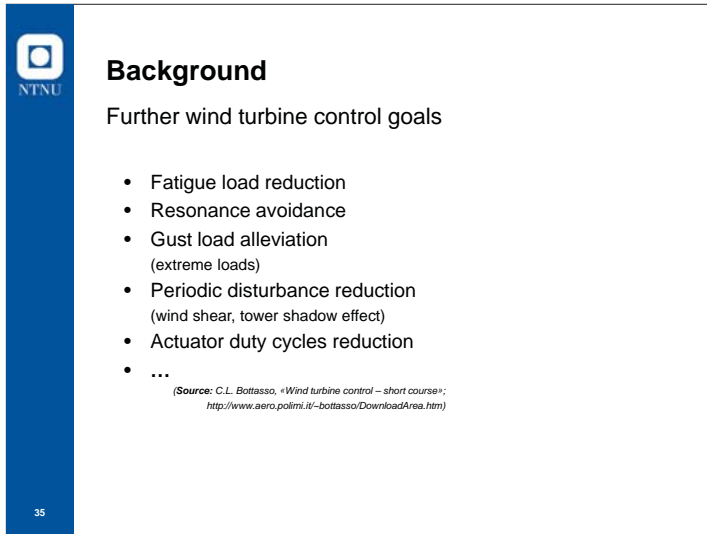 NTNU
Background
Further wind turbine control goals
• Fatigue load reduction
• Resonance avoidance
• Gust load alleviation
(extreme loads)
• Periodic disturbance reduction
(wind shear, tower shadow effect)
• Actuator duty cycles reduction
• …
(Source: C.L. Bottasso, «Wind turbine control – short course»;
http://www.aero.polimi.it/~bottasso/DownloadArea.htm)
35